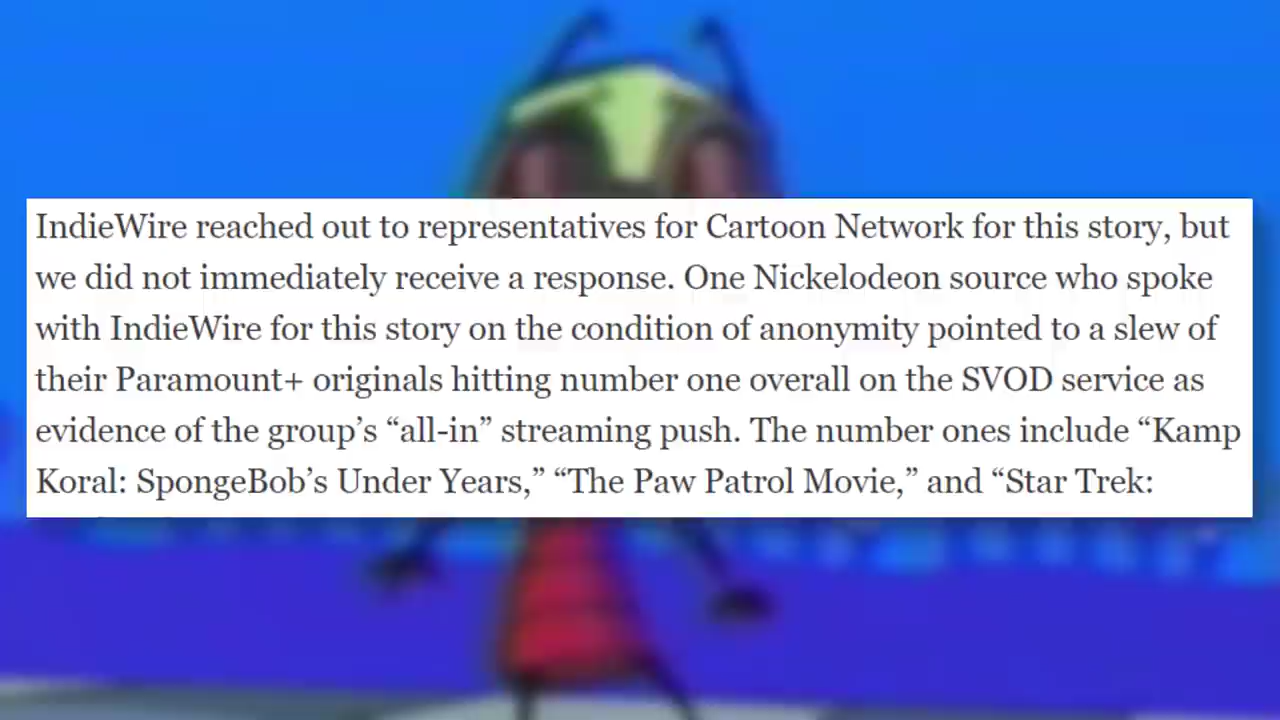 IndieWire reached out to representatives for Cartoon Network for this story, but
we did not immediately receive a response. One Nickelodeon source who spoke
with IndieWire for this story on the condition of anonymity pointed to a slew of
their Paramount+ originals hitting number one overall on the SVOD service as
evidence of the group’s “all-in” streaming push. The number ones include “Kamp
Koral: SpongeBob’s Under Years,” “The Paw Patrol Movie,” and “Star Trek: